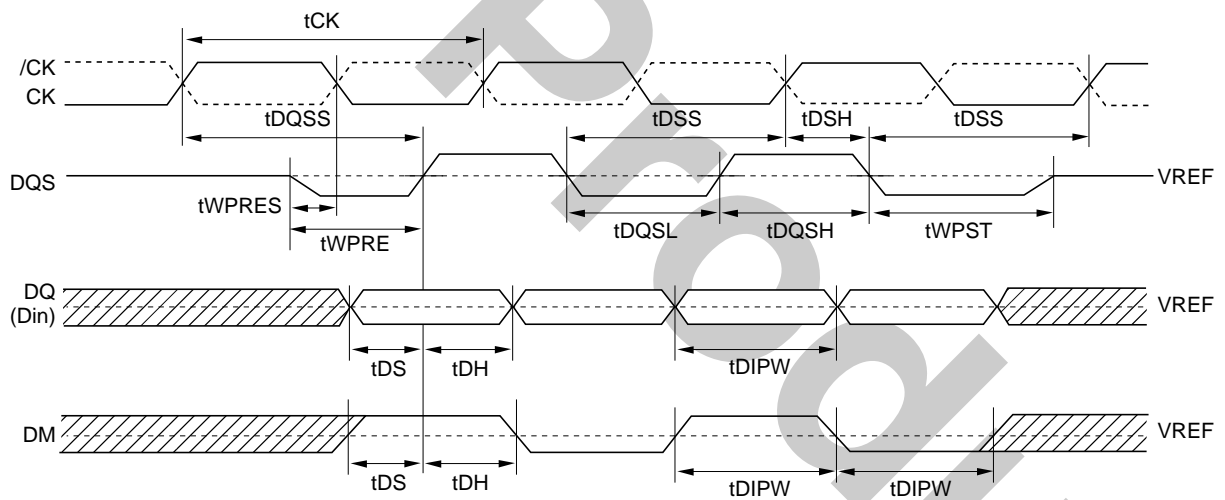 tCK
/CK
CK
tDQSS tDSS tDSH tDSS
DQS VREF
tWPRES
tWPRE tDQSL tDQSH tWPST
DQ
(Din) VREF
tDS tDH tDIPW
DM VREF
tDS tDH tDIPW tDIPW
Prod